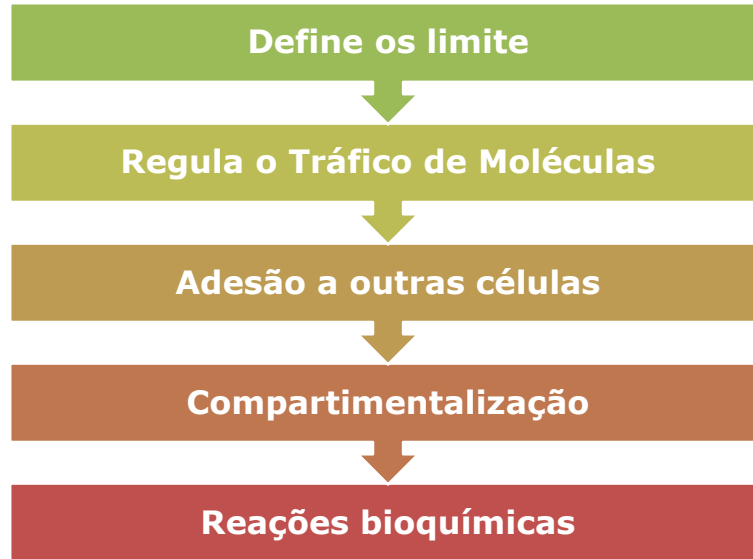 Define os limite
Regula o Tráfico de Moléculas
Adesão a outras células
Compartimentalização
Reações bioquímicas